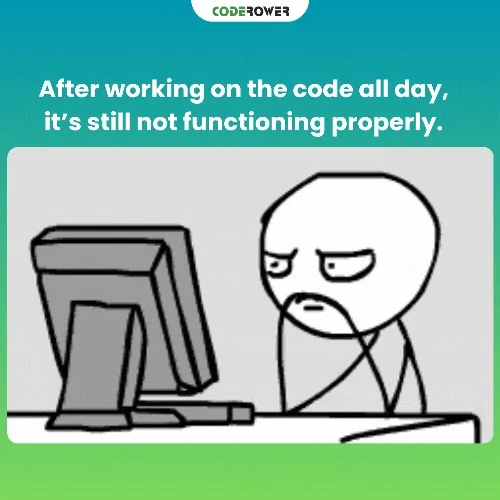 CODEROWER
After working on the code all day,
it's still not functioning properly.